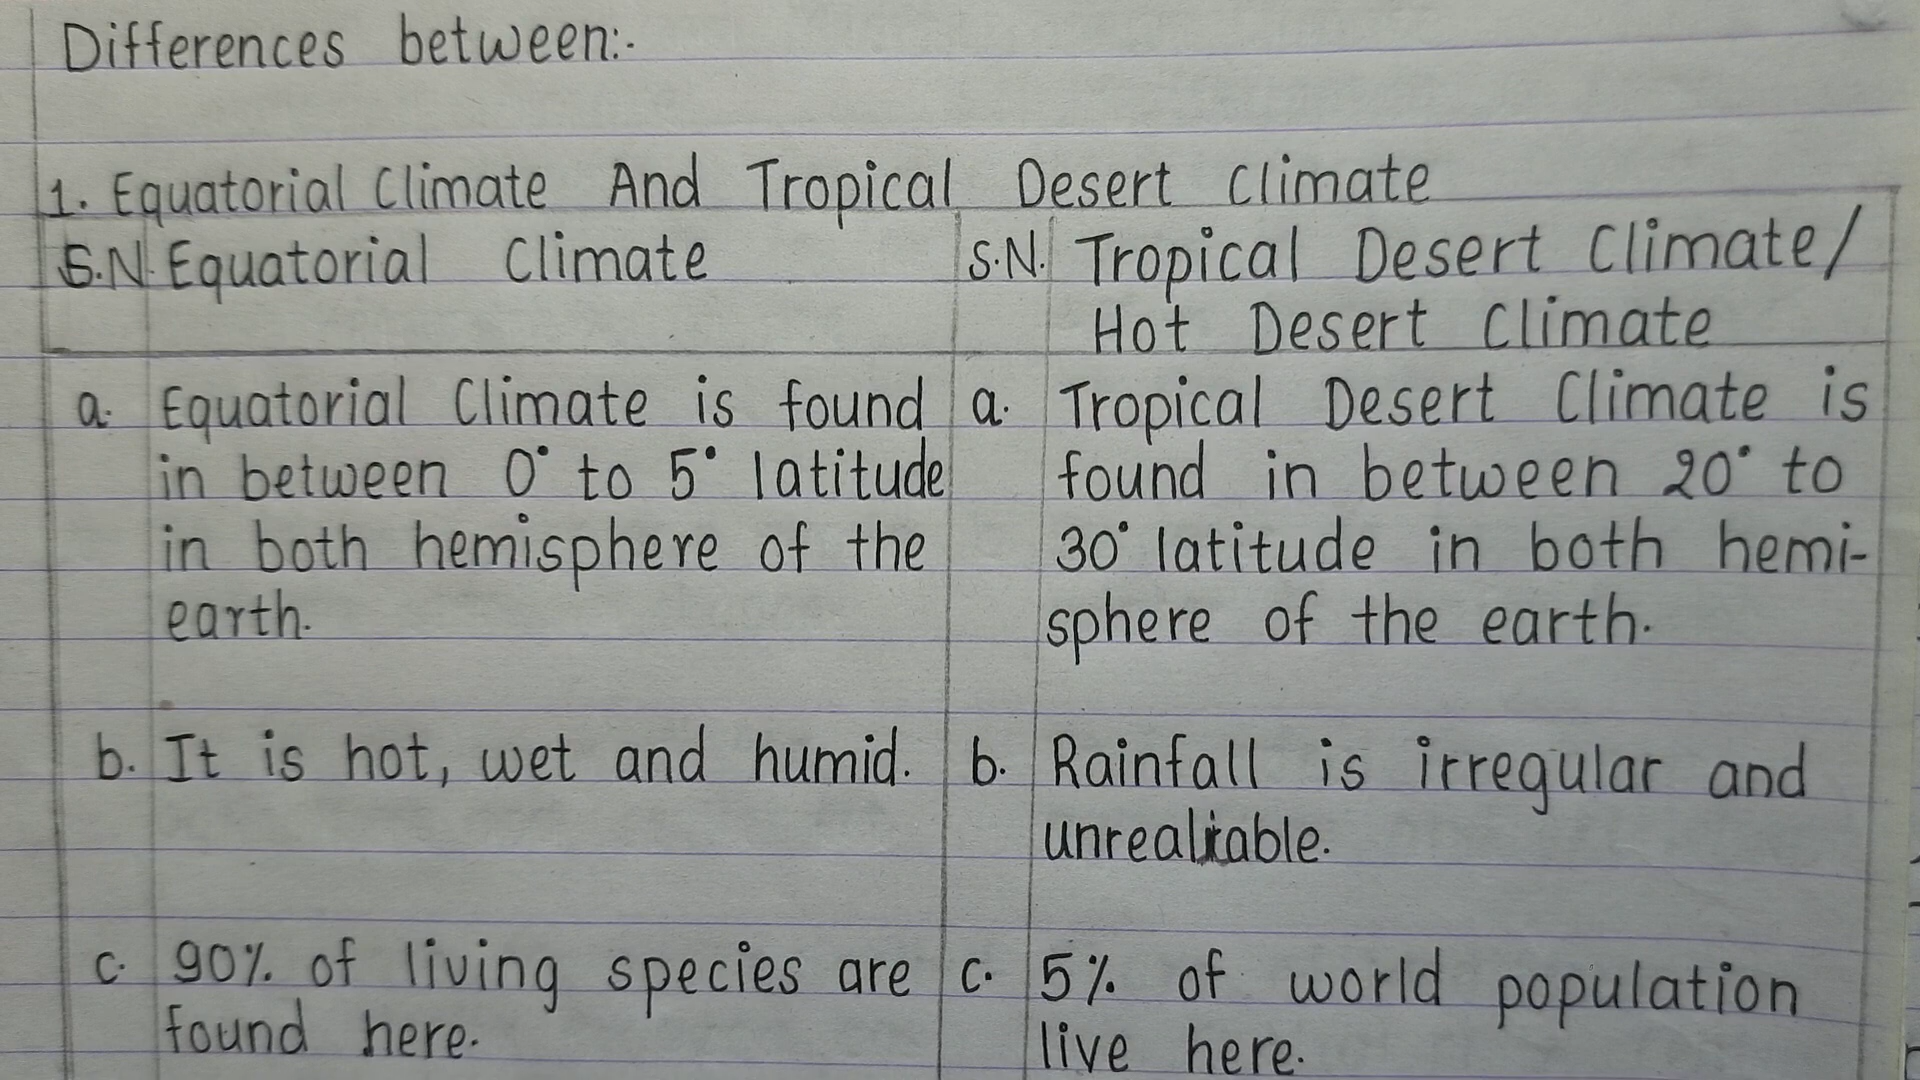 Differences between:-
1. Equatorial Climate And Tropical Desert Climate
S.N. Equatorial Climate
S.N. Tropical Desert Climate/
Hot Desert Climate
a. Equatorial Climate is found
in between 0° to 5° latitude
in both hemisphere of the
earth.
a. Tropical Desert Climate is
found in between 20° to
30° latitude in both hemi-
sphere of the earth.
b. It is hot, wet and humid.
b. Rainfall is irregular and
unrealiable.
c. 90% of living species are
found here.
c. 5% of world population
live here.